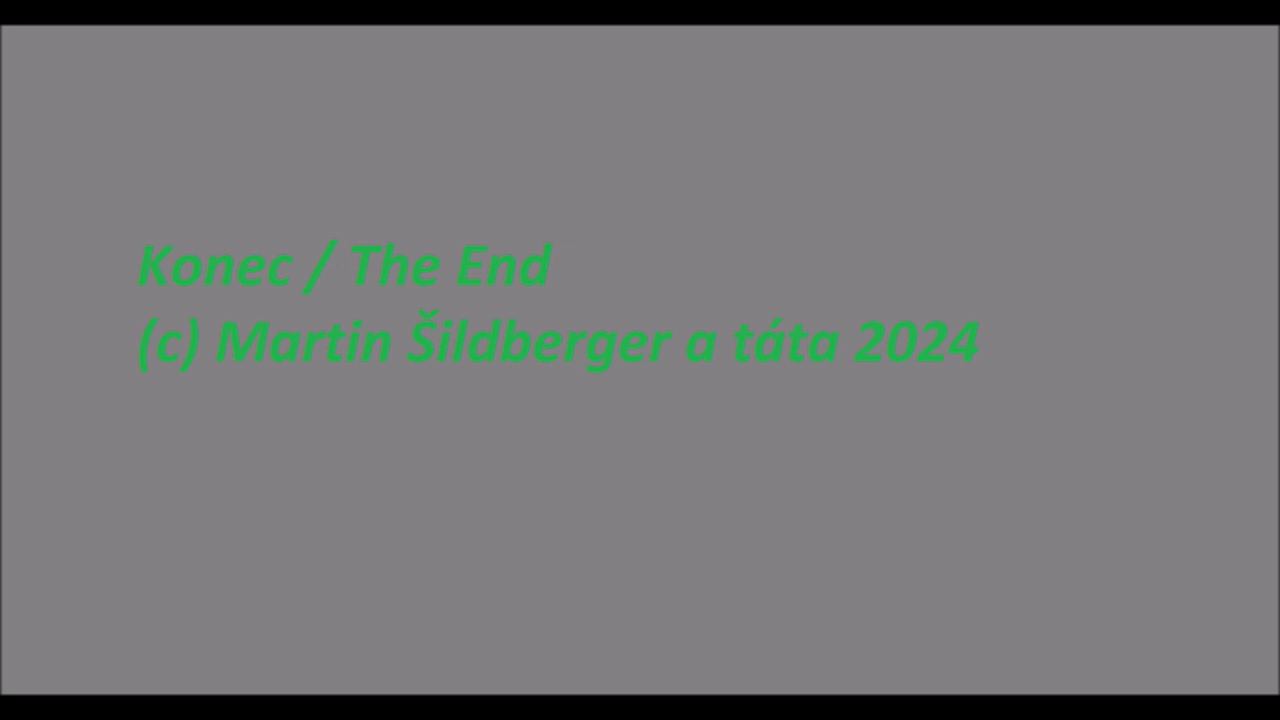 Konec / The End
(c) Martin Šildberger a táta 2024